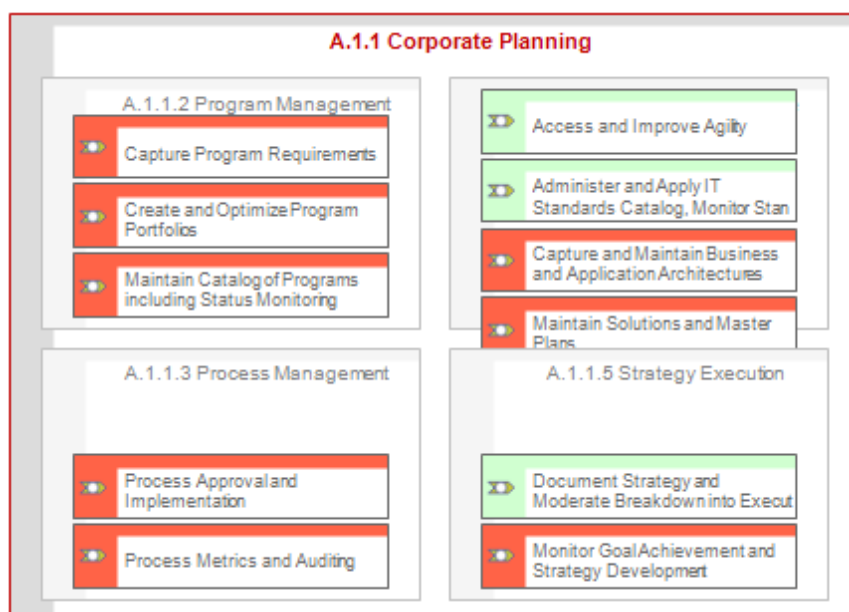 A.1.1 Corporate Planning
A.1.1.2 Program Management
Capture Program Requirements
Create and Optimize Program
Portfolios
Maintain Catalog of Programs
including Status Monitoring
Access and Improve Agility
Administer and Apply IT
Standards Catalog, Monitor Stan
Capture and Maintain Business
and Application Architectures
Maintain Solutions and Master
Plans
A.1.1.3 Process Management
Process Approval and
Implementation
Process Metrics and Auditing
A.1.1.5 Strategy Execution
Document Strategy and
Moderate Breakdown into Execut
Monitor Goal Achievement and
Strategy Development